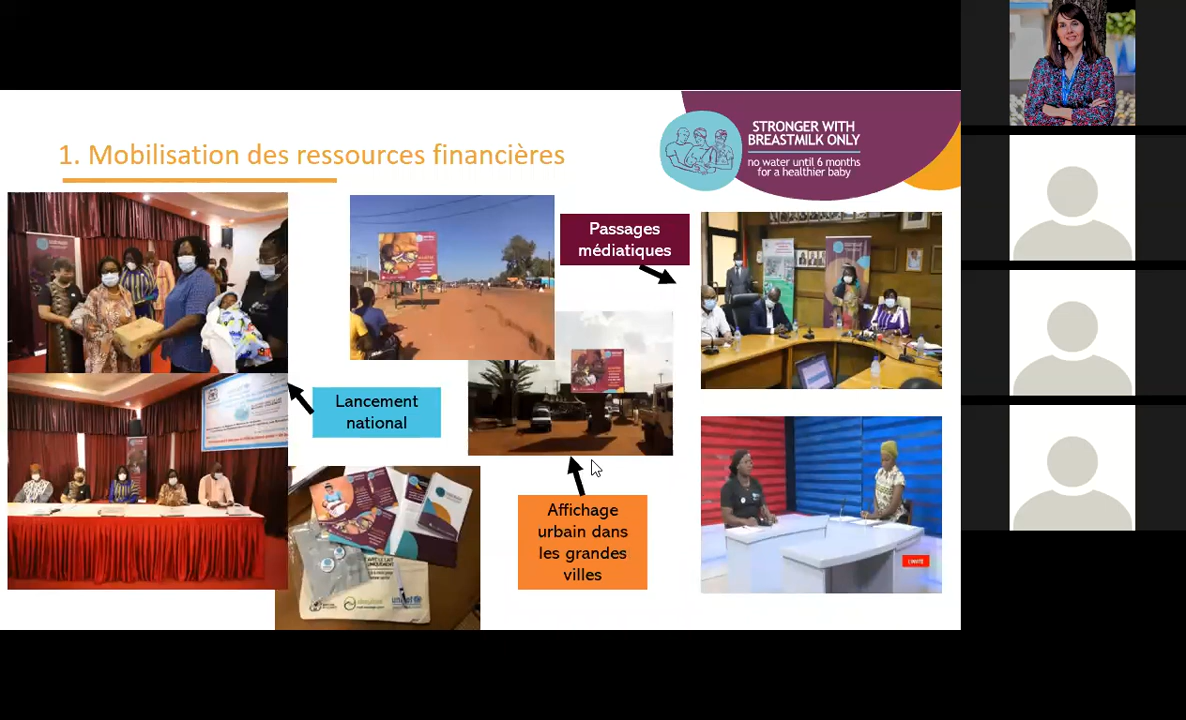 1. Mobilisation des ressources financières
STRONGER WITH
BREASTMILK ONLY
no water until 6 months
for a healthier baby
Passages
médiatiques
Lancement
national
Affichage
urbain dans
les grandes
villes
unicef